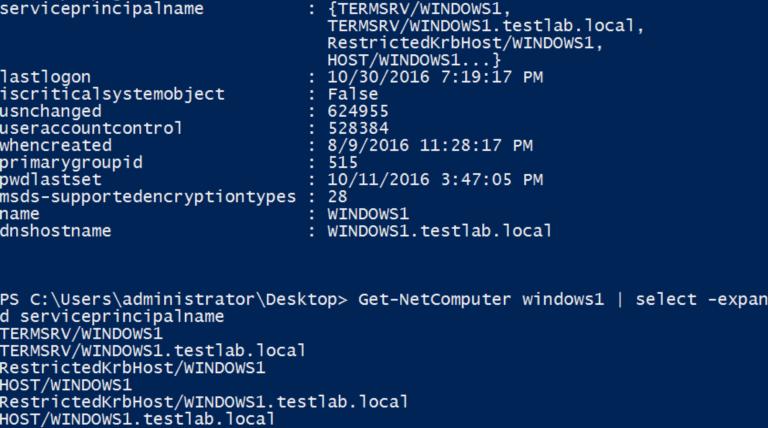 serviceprincipalname : {TERMSRV/WINDOWS1,
TERMSRV/WINDOWS1.testlab.local,
RestrictedKrbHost/WINDOWS1,
HOST/WINDOWS1...}
lastlogon : 10/30/2016 7:19:17 PM
iscriticalsystemobject : False
usnchanged : 624955
useraccountcontrol : 528384
whencreated : 8/9/2016 11:28:17 PM
primarygroupid : 515
pwdlastset : 10/11/2016 3:47:05 PM
msds-supportedencryptiontypes : 28
name : WINDOWS1
dnshostname : WINDOWS1.testlab.local
PS C:\Users\administrator\Desktop> Get-NetComputer windows1 | select -expan
d serviceprincipalname
TERMSRV/WINDOWS1
TERMSRV/WINDOWS1.testlab.local
RestrictedKrbHost/WINDOWS1
HOST/WINDOWS1
RestrictedKrbHost/WINDOWS1.testlab.local
HOST/WINDOWS1.testlab.local